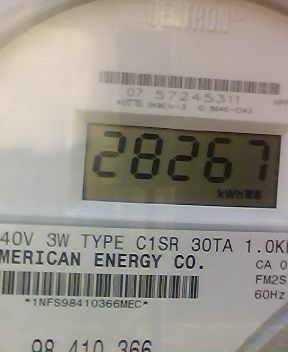 CENTRON
07 57245311
28267
kWh
40V 3W TYPE C1SR 30TA 1.0K
MERICAN ENERGY CO.
CA 0
FM2S
*1NFS98410366MEC*
60Hz
98 410 366